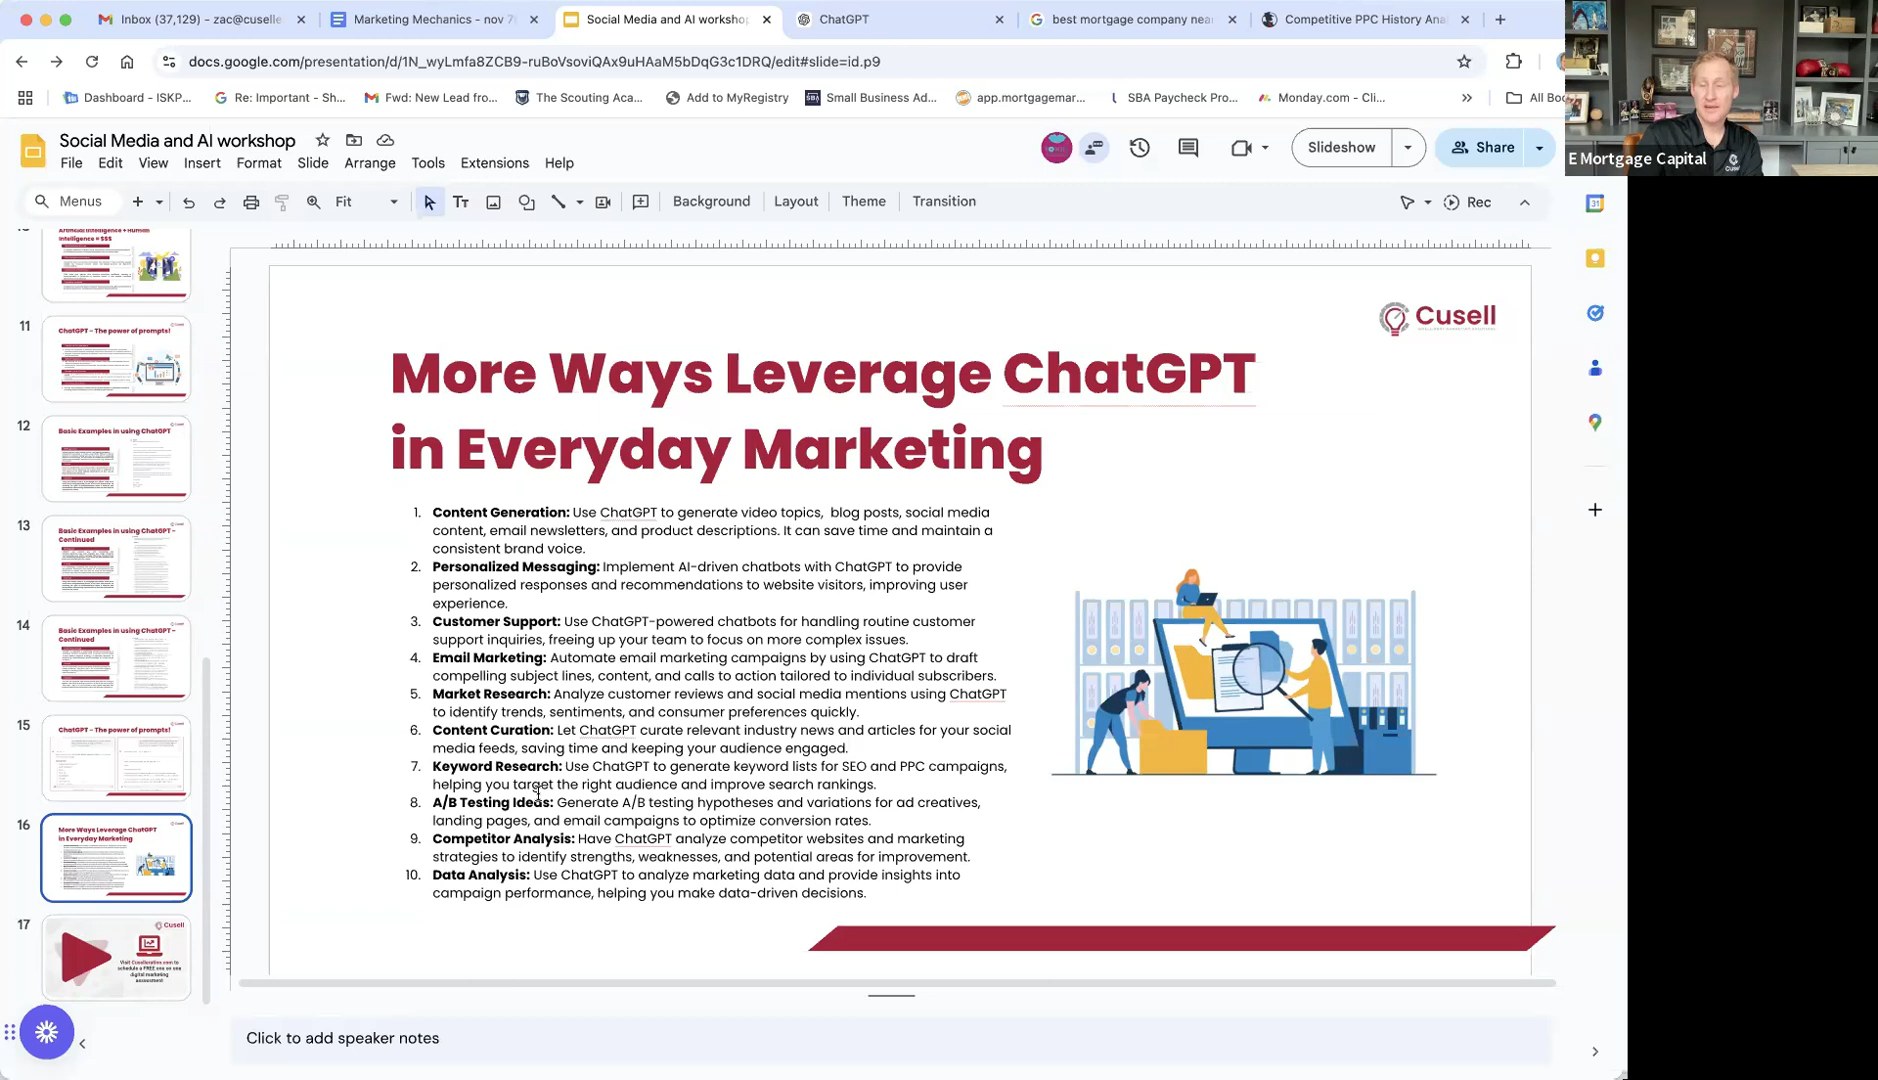 Inbox (37,129) - zac@cuselle
Marketing Mechanics - nov 7
Social Media and AI workshop
ChatGPT
best mortgage company nea
Competitive PPC History Ana
docs.google.com/presentation/d/1N_wyLmfa8ZCB9-ruBoVsoviQAx9uHAaM5bDqG3c1DRQ/edit#slide=id.p9
Dashboard - ISKP...
Re: Important - Sh...
Fwd: New Lead fro...
The Scouting Aca...
Add to MyRegistry
Small Business Ad...
app.mortgagemar...
SBA Paycheck Pro...
Monday.com - Cli...
All Boo
E Mortgage Capital
Social Media and AI workshop
File Edit View Insert Format Slide Arrange Tools Extensions Help
Slideshow
Share
Menus
Fit
Background
Layout
Theme
Transition
Rec
Artificial Intelligence + Human
Intelligence = $$$
11
ChatGPT - The power of prompts!
12
Basic Examples in using ChatGPT
13
Basic Examples in using ChatGPT -
Continued
14
Basic Examples in using ChatGPT -
Continued
15
ChatGPT - The power of prompts!
16
More Ways Leverage ChatGPT
in Everyday Marketing
17
Cusell
schedule a FREE one on one
digital marketing
assessment
Cusell
More Ways Leverage ChatGPT
in Everyday Marketing
1. Content Generation: Use ChatGPT to generate video topics,  blog posts, social media
content, email newsletters, and product descriptions. It can save time and maintain a
consistent brand voice.
2. Personalized Messaging: Implement AI-driven chatbots with ChatGPT to provide
personalized responses and recommendations to website visitors, improving user
experience.
3. Customer Support: Use ChatGPT-powered chatbots for handling routine customer
support inquiries, freeing up your team to focus on more complex issues.
4. Email Marketing: Automate email marketing campaigns by using ChatGPT to draft
compelling subject lines, content, and calls to action tailored to individual subscribers.
5. Market Research: Analyze customer reviews and social media mentions using ChatGPT
to identify trends, sentiments, and consumer preferences quickly.
6. Content Curation: Let ChatGPT curate relevant industry news and articles for your social
media feeds, saving time and keeping your audience engaged.
7. Keyword Research: Use ChatGPT to generate keyword lists for SEO and PPC campaigns,
helping you target the right audience and improve search rankings.
8. A/B Testing Ideas: Generate A/B testing hypotheses and variations for ad creatives,
landing pages, and email campaigns to optimize conversion rates.
9. Competitor Analysis: Have ChatGPT analyze competitor websites and marketing
strategies to identify strengths, weaknesses, and potential areas for improvement.
10. Data Analysis: Use ChatGPT to analyze marketing data and provide insights into
campaign performance, helping you make data-driven decisions.
Click to add speaker notes